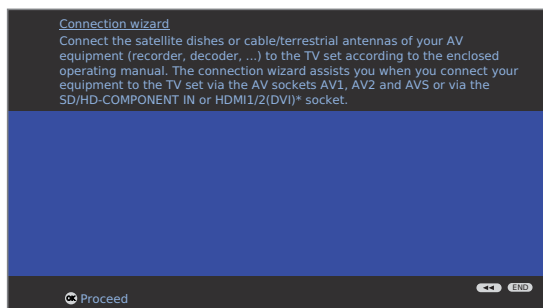 Connection wizard
Connect the satellite dishes or cable/terrestrial antennas of your AV
equipment (recorder, decoder, ...) to the TV set according to the enclosed
operating manual. The connection wizard assists you when you connect your
equipment to the TV set via the AV sockets AV1, AV2 and AVS or via the
SD/HD-COMPONENT IN or HDMI1/2(DVI)* socket.
END
OK Proceed